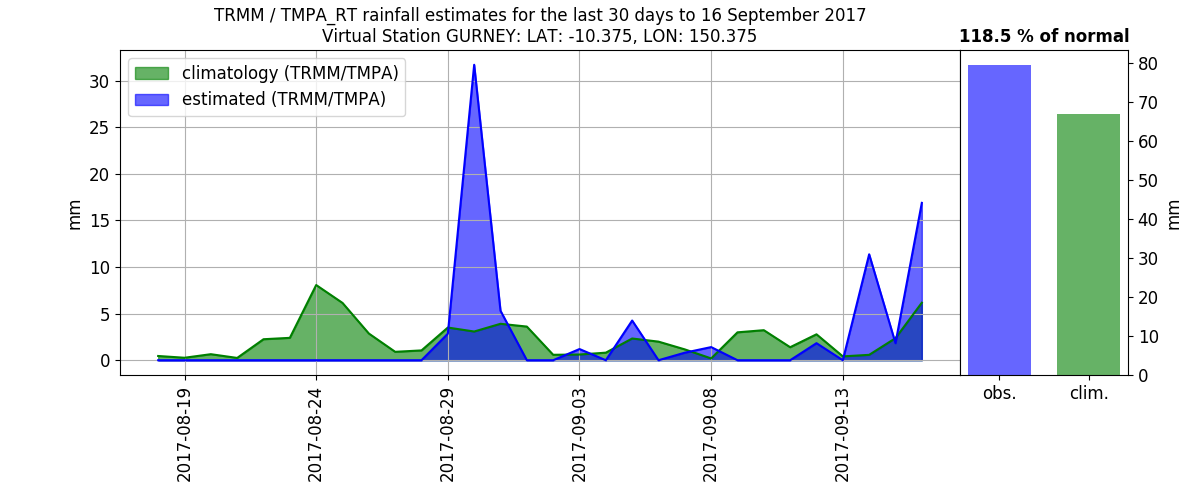 TRMM / TMPA_RT rainfall estimates for the last 30 days to 16 September 2017
Virtual Station GURNEY: LAT: -10.375, LON: 150.375
118.5 % of normal
climatology (TRMM/TMPA)
estimated (TRMM/TMPA)
mm
30
25
20
15
10
5
0
2017-08-19
2017-08-24
2017-08-29
2017-09-03
2017-09-08
2017-09-13
80
70
60
50
40
30
20
10
0
mm
obs.
clim.